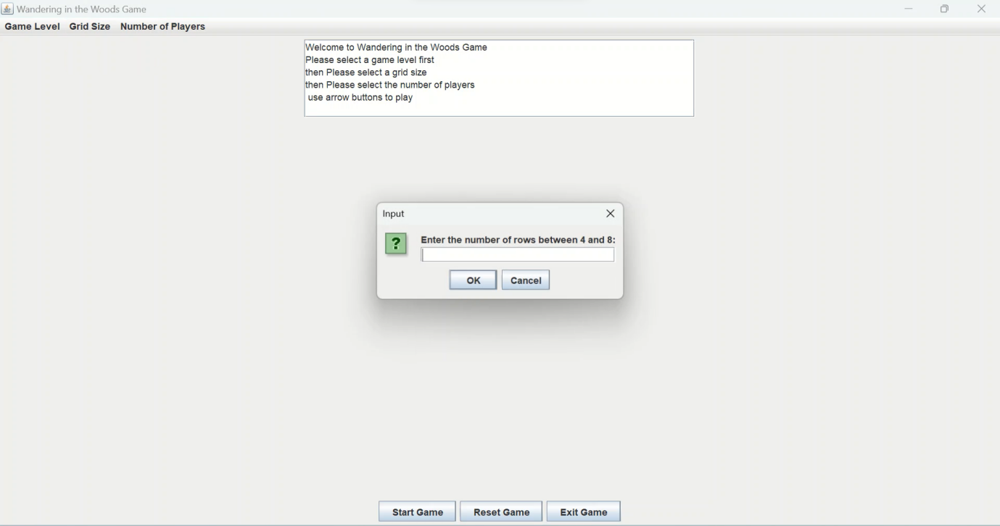 Wandering in the Woods Game
Game Level Grid Size Number of Players
Welcome to Wandering in the Woods Game
Please select a game level first
then Please select a grid size
then Please select the number of players
use arrow buttons to play
Input
?
Enter the number of rows between 4 and 8:
OK Cancel
Start Game Reset Game Exit Game